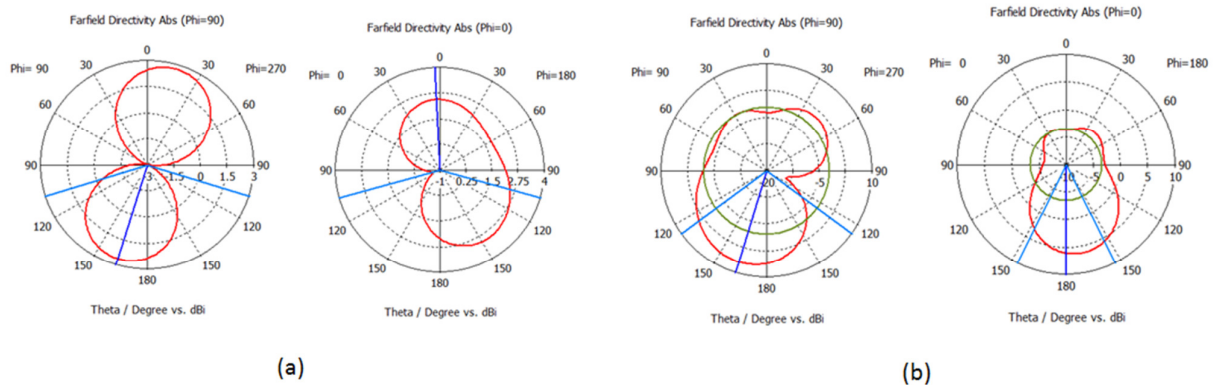 Farfield Directivity Abs (Phi=90)
0
Phi= 90 30 30 Phi=270
60 60
90 90
3 1.5 0 1.5 3
120 120
150 150
180
Theta / Degree vs. dBi
Farfield Directivity Abs (Phi=0)
0
Phi= 0 30 30 Phi=180
60 60
90 90
-1 0.25 1.5 2.75 4
120 120
150 150
180
Theta / Degree vs. dBi
(a)
Farfield Directivity Abs (Phi=90)
0
Phi= 90 30 30 Phi=270
60 60
90 90
-20 -5 10
120 120
150 150
180
Theta / Degree vs. dBi
Farfield Directivity Abs (Phi=0)
0
Phi= 0 30 30 Phi=180
60 60
90 90
10 -5 0 5 10
120 120
150 150
180
Theta / Degree vs. dBi
(b)